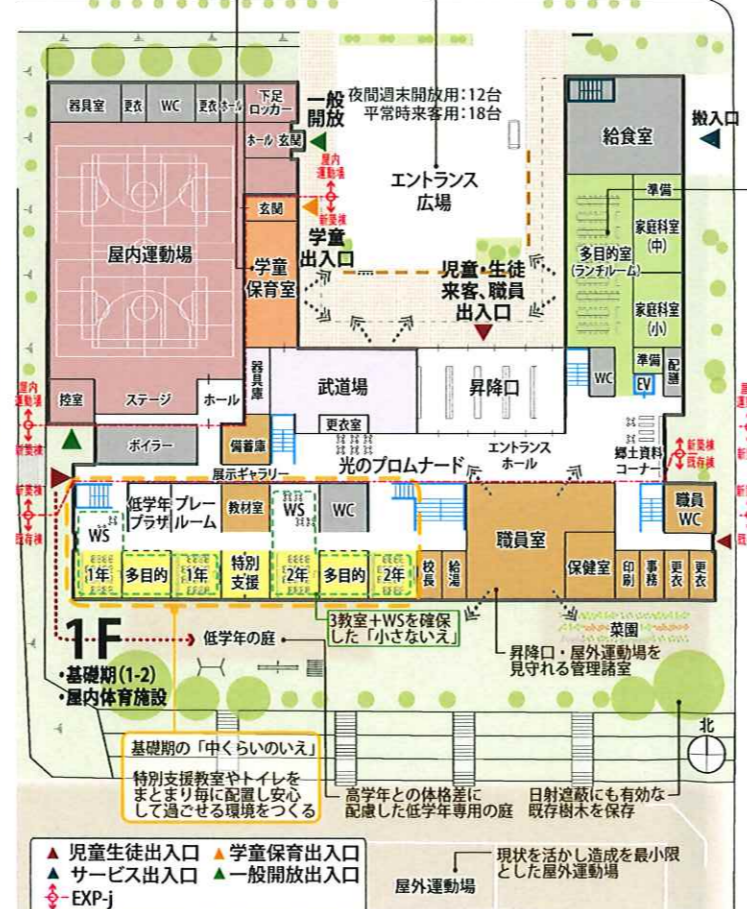 器具室
更衣
WC
更衣
ホール
下足
ロッカー
一般
開放
夜間週末開放用:12台
平常時来客用:18台
給食室
搬入口
ホール
玄関
屋内
運動場
新築棟
エントランス
広場
準備
玄関
学童
出入口
屋内運動場
学童
保育室
児童・生徒
来客、職員
出入口
多目的室
(ランチルーム)
家庭科室
(中)
家庭科室
(小)
準備
配膳
WC
EV
屋内
運動場
新築棟
控室
ステージ
ホール
器具庫
武道場
昇降口
更衣室
ボイラー
備蓄庫
展示ギャラリー
光のプロムナード
エントランス
ホール
郷土資料
コーナー
新築棟
既存棟
新築棟
既存棟
WS
低学年
プラザ
プレー
ルーム
教材室
WS
WC
職員室
職員
WC
1年
多目的
1年
特別
支援
2年
多目的
2年
校長
給湯
保健室
印刷
事務
更衣
更衣
3教室+WSを確保
した「小さないえ」
菜園
1F
・基礎期(1-2)
・屋内体育施設
低学年の庭
昇降口・屋外運動場を
見守れる管理諸室
北
基礎期の「中くらいのいえ」
特別支援教室やトイレを
まとまり毎に配置し安心
して過ごせる環境をつくる
高学年との体格差に
配慮した低学年専用の庭
日射遮蔽にも有効な
既存樹木を保存
▲ 児童生徒出入口 ▲ 学童保育出入口
▲ サービス出入口 ▲ 一般開放出入口
EXP-j
屋外運動場
現状を活かし造成を最小限
とした屋外運動場